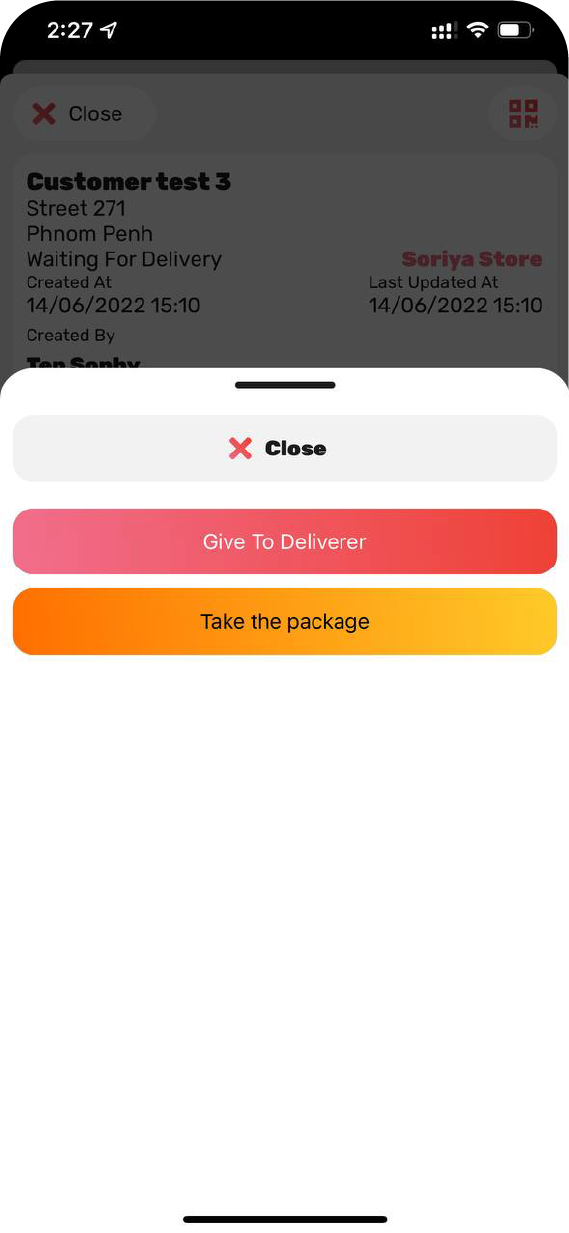 2:27
Close
Customer test 3
Street 271
Phnom Penh
Waiting For Delivery Soriya Store
Created At Last Updated At
14/06/2022 15:10 14/06/2022 15:10
Created By
Close
Give To Deliverer
Take the package